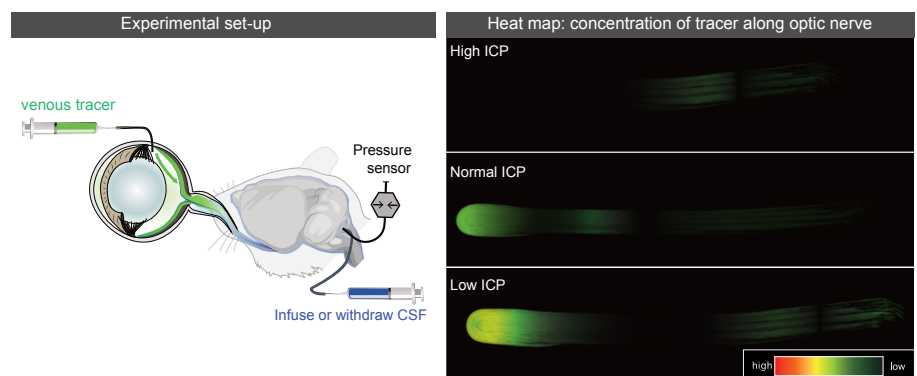 Experimental set-up
venous tracer
Pressure
sensor
Infuse or withdraw CSF
Heat map: concentration of tracer along optic nerve
High ICP
Normal ICP
Low ICP
high low